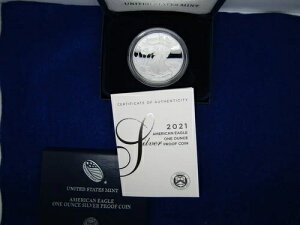 UNITED STATES MINT
CERTIFICATE OF AUTHENTICITY
2021
AMERICAN EAGLE
ONE OUNCE
Silver PROOF COIN
UNITED STATES MINT
AMERICAN EAGLE
ONE OUNCE SILVER PROOF COIN